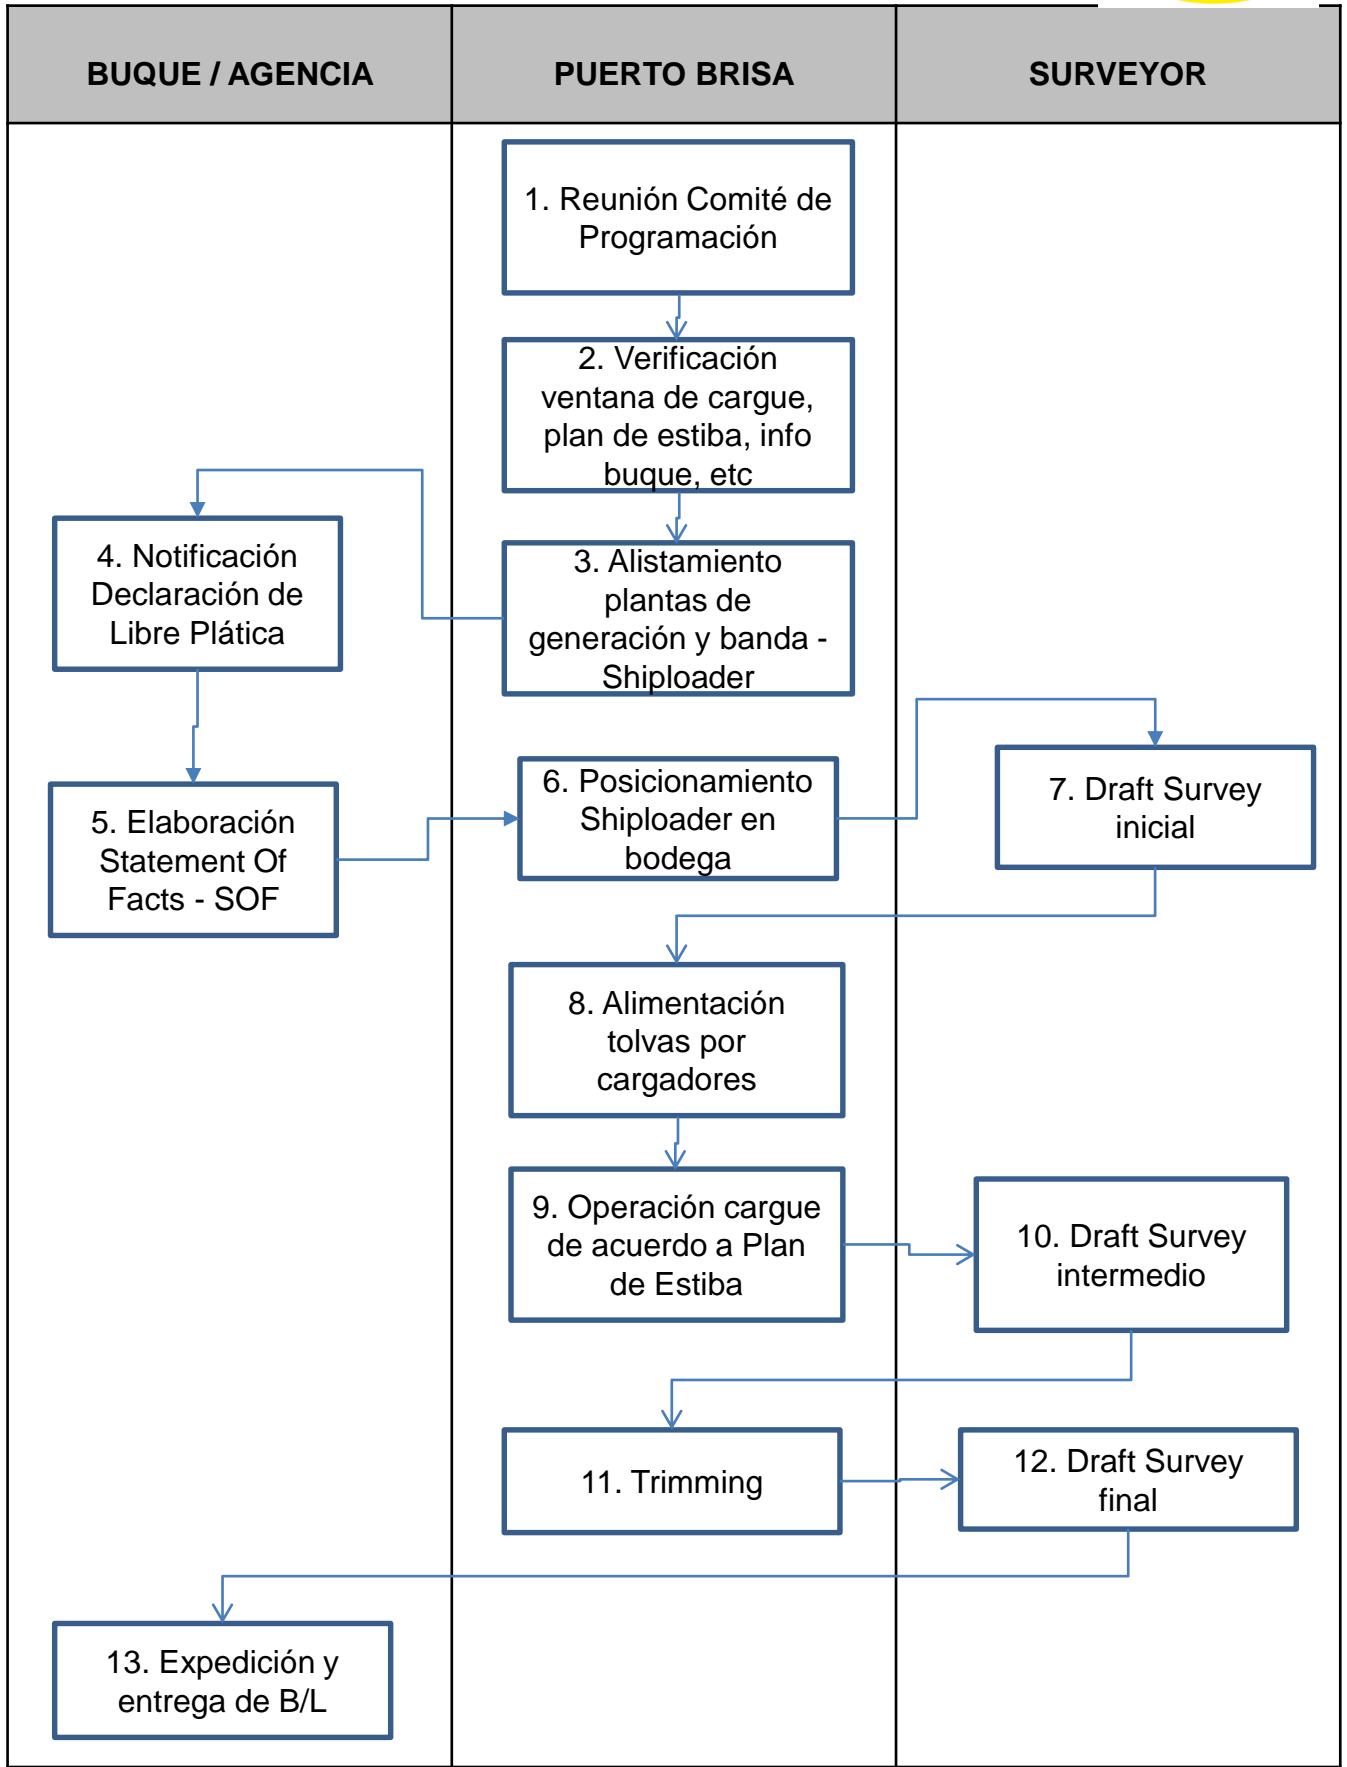 BUQUE / AGENCIA
PUERTO BRISA
SURVEYOR
1. Reunión Comité de
Programación
2. Verificación
ventana de cargue,
plan de estiba, info
buque, etc
3. Alistamiento
plantas de
generación y banda -
Shiploader
4. Notificación
Declaración de
Libre Plática
5. Elaboración
Statement Of
Facts - SOF
6. Posicionamiento
Shiploader en
bodega
7. Draft Survey
inicial
8. Alimentación
tolvas por
cargadores
9. Operación cargue
de acuerdo a Plan
de Estiba
10. Draft Survey
intermedio
11. Trimming
12. Draft Survey
final
13. Expedición y
entrega de B/L